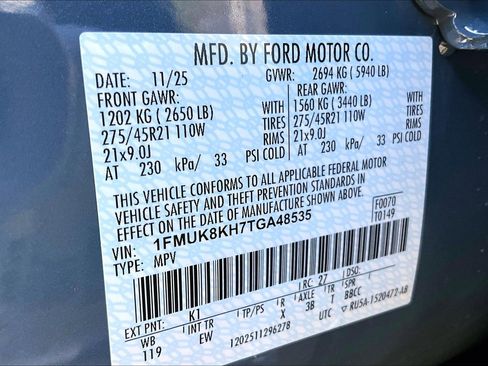 MFD. BY FORD MOTOR CO.
DATE: 11/25 GVWR: 2694 KG ( 5940 LB)
FRONT GAWR: REAR GAWR:
1202 KG ( 2650 LB) WITH 1560 KG ( 3440 LB) WITH
275/45R21 110W TIRES 275/45R21 110W TIRES
21x9.0J RIMS 21x9.0J RIMS
AT 230 kPa/ 33 PSI COLD AT 230 kPa/ 33 PSI COLD
THIS VEHICLE CONFORMS TO ALL APPLICABLE FEDERAL MOTOR
VEHICLE SAFETY AND THEFT PREVENTION STANDARDS IN
EFFECT ON THE DATE OF MANUFACTURE SHOWN ABOVE. F0070
VIN: 1FMUK8KH7TGA48535 T0149
TYPE: MPV
EXT PNT: K1 RC: 27 DSO:
WB INT TR TP/PS R AXLE TR SPR
119 EW X 3B T BBCC
1202511296278 UTC ▽ RU5A-1520472-AB